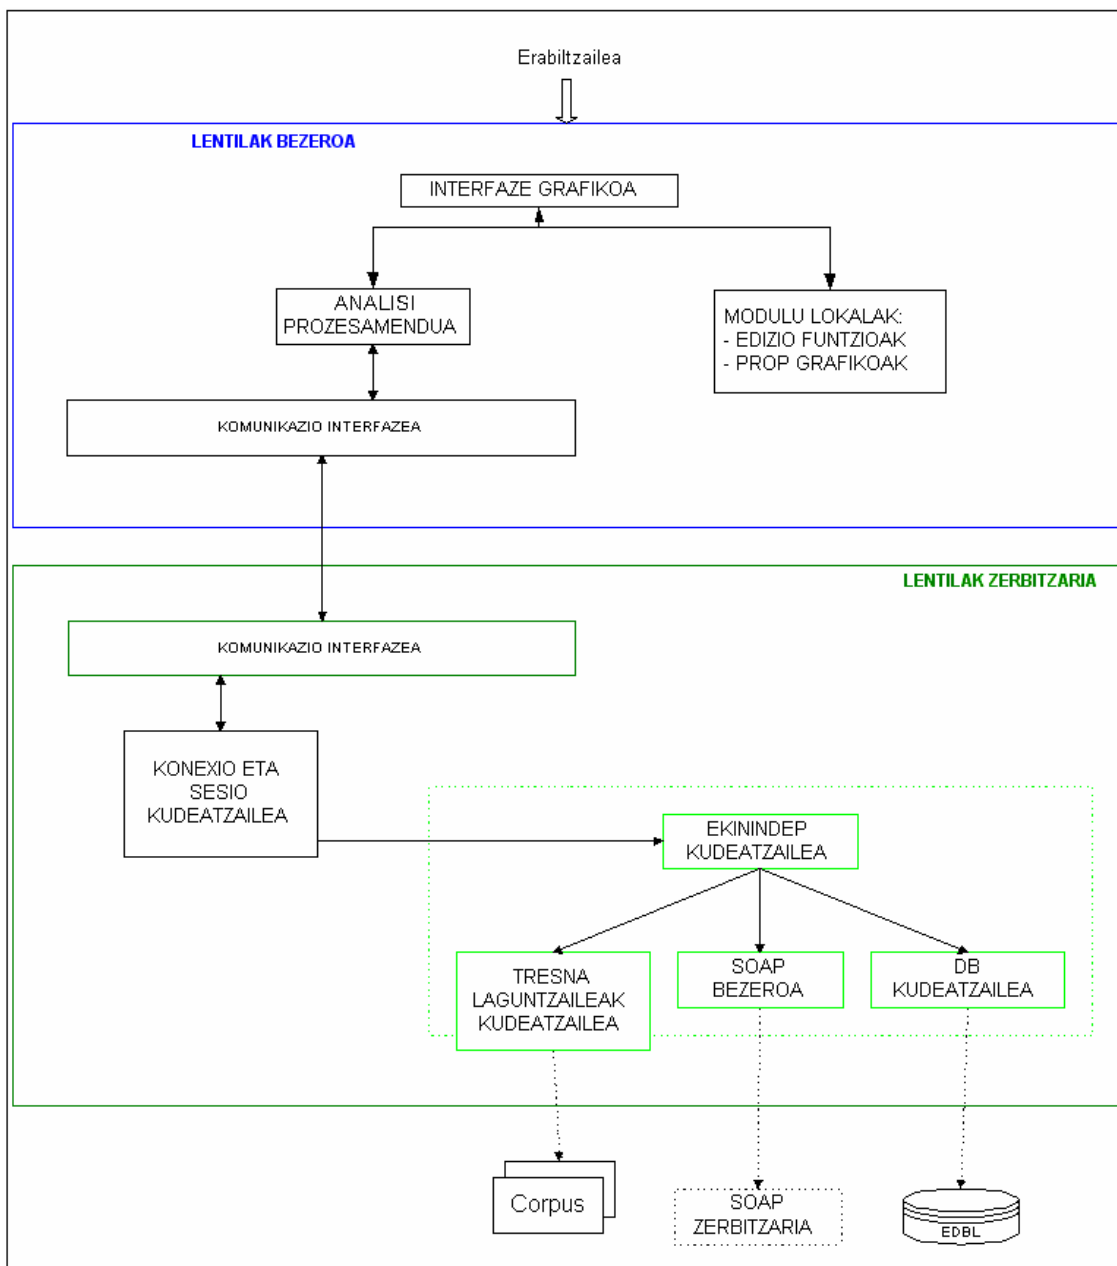 Erabiltzailea
LENTILAK BEZEROA
INTERFAZE GRAFIKOA
ANALISI
PROZESAMENDUA
MODULU LOKALAK:
- EDIZIO FUNTZIOAK
- PROP GRAFIKOAK
KOMUNIKAZIO INTERFAZEA
LENTILAK ZERBITZARIA
KOMUNIKAZIO INTERFAZEA
KONEXIO ETA
SESIO
KUDEATZAILEA
EKININDEP
KUDEATZAILEA
TRESNA
LAGUNTZAILEAK
KUDEATZAILEA
SOAP
BEZEROA
DB
KUDEATZAILEA
Corpus
SOAP
ZERBITZARIA
EDBL